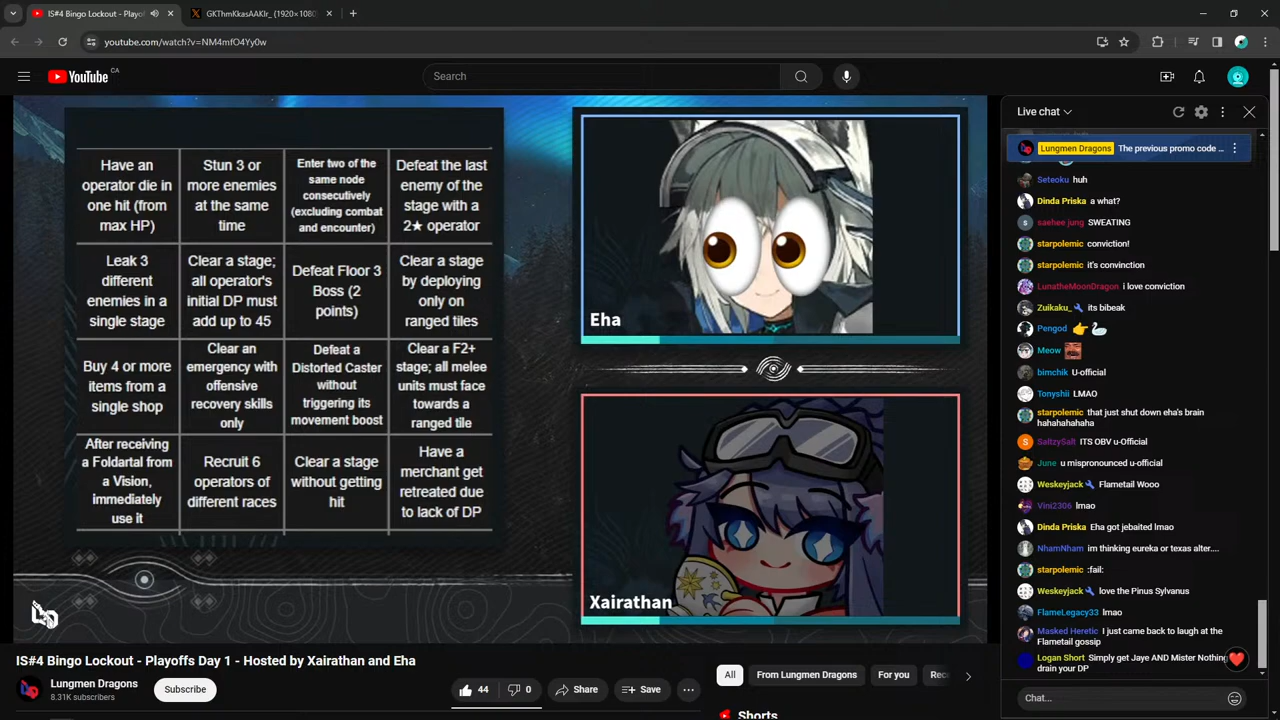 IS#4 Bingo Lockout - Playof
GKThmKkasAAKlr_ (1920×1080)
youtube.com/watch?v=NM4mfO4Yy0w
YouTube CA
Search
Have an
operator die in
one hit (from
max HP)
Stun 3 or
more enemies
at the same
time
Enter two of the
same node
consecutively
(excluding combat
and encounter)
Defeat the last
enemy of the
stage with a
2★ operator
Leak 3
different
enemies in a
single stage
Clear a stage;
all operator's
initial DP must
add up to 45
Defeat Floor 3
Boss (2
points)
Clear a stage
by deploying
only on
ranged tiles
Buy 4 or more
items from a
single shop
Clear an
emergency with
offensive
recovery skills
only
Defeat a
Distorted Caster
without
triggering its
movement boost
Clear a F2+
stage; all melee
units must face
towards a
ranged tile
After receiving
a Foldartal from
a Vision,
immediately
use it
Recruit 6
operators of
different races
Clear a stage
without getting
hit
Have a
merchant get
retreated due
to lack of DP
Eha
Xairathan
IS#4 Bingo Lockout - Playoffs Day 1 - Hosted by Xairathan and Eha
Lungmen Dragons
8.31K subscribers
Subscribe
44
0
Share
Save
All
From Lungmen Dragons
For you
Rece
Shorts
Live chat
Lungmen Dragons The previous promo code ...
Seteoku huh
Dinda Priska a what?
saehee jung SWEATING
starpolemic conviction!
starpolemic it's convinction
LunatheMoonDragon i love conviction
Zuikaku_ its bibeak
Pengod
Meow
bimchik U-official
Tonyshii LMAO
starpolemic that just shut down eha's brain
hahahahahaha
SaltzySalt ITS OBV u-Official
June u mispronounced u-official
Weskeyjack Flametail Wooo
Vini2306 lmao
Dinda Priska Eha got jebaited lmao
NhamNham im thinking eureka or texas alter....
starpolemic :fail:
Weskeyjack love the Pinus Sylvanus
FlameLegacy33 lmao
Masked Heretic I just came back to laugh at the
Flametail gossip
Logan Short Simply get Jaye AND Mister Nothing
drain your DP
Chat...